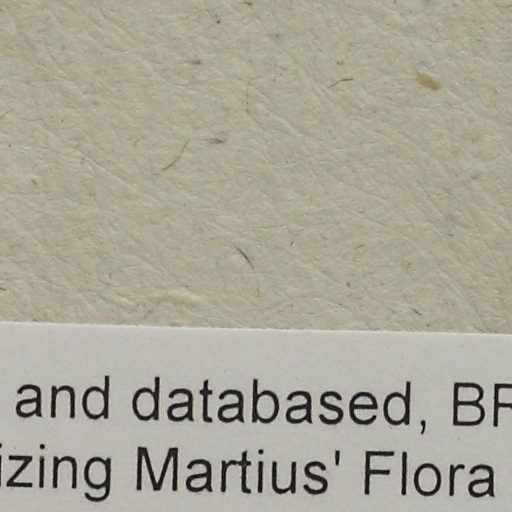 and databased, BR
izing Martius' Flora